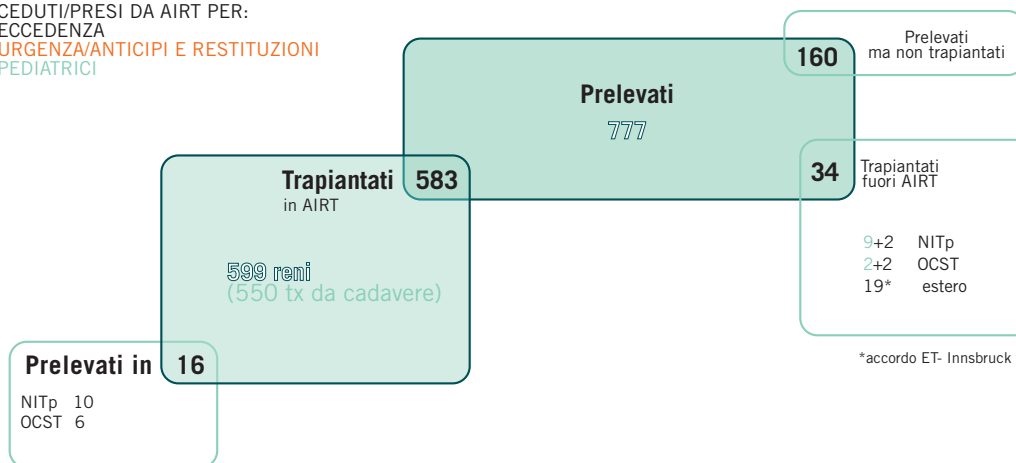 CEDUTI/PRESI DA AIRT PER:
ECCEDENZA
URGENZA/ANTICIPI E RESTITUZIONI
PEDIATRICI
160
Prelevati
ma non trapiantati
Prelevati
777
34
Trapiantati
fuori AIRT
9+2 NITp
2+2 OCST
19* estero
*accordo ET- Innsbruck
Trapiantati 583
in AIRT
599 reni
(550 tx da cadavere)
Prelevati in 16
NITp 10
OCST 6